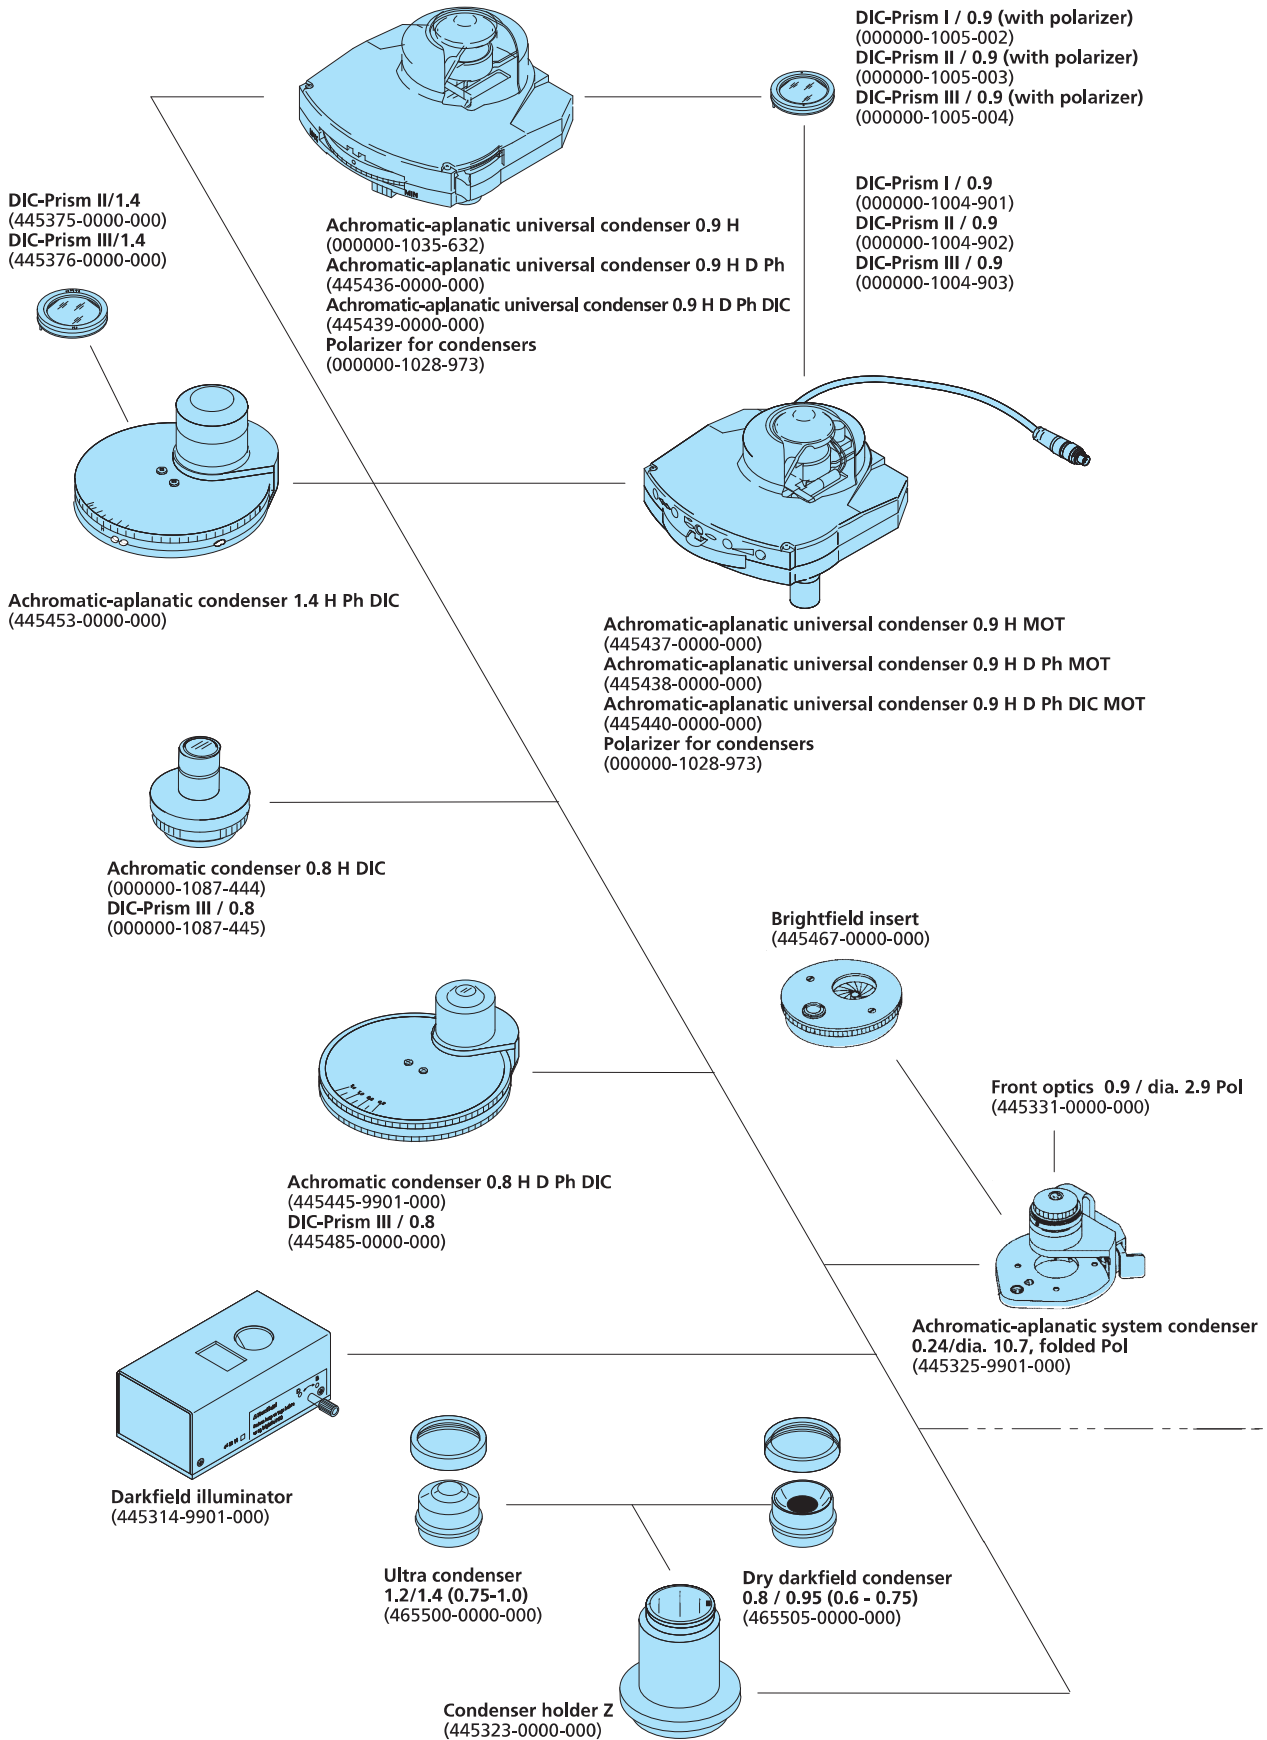 DIC-Prism I / 0.9 (with polarizer)
(000000-1005-002)
DIC-Prism II / 0.9 (with polarizer)
(000000-1005-003)
DIC-Prism III / 0.9 (with polarizer)
(000000-1005-004)
DIC-Prism I / 0.9
(000000-1004-901)
DIC-Prism II / 0.9
(000000-1004-902)
DIC-Prism III / 0.9
(000000-1004-903)
DIC-Prism II/1.4
(445375-0000-000)
DIC-Prism III/1.4
(445376-0000-000)
MIN
Achromatic-aplanatic universal condenser 0.9 H
(000000-1035-632)
Achromatic-aplanatic universal condenser 0.9 H D Ph
(445436-0000-000)
Achromatic-aplanatic universal condenser 0.9 H D Ph DIC
(445439-0000-000)
Polarizer for condensers
(000000-1028-973)
Achromatic-aplanatic condenser 1.4 H Ph DIC
(445453-0000-000)
Achromatic-aplanatic universal condenser 0.9 H MOT
(445437-0000-000)
Achromatic-aplanatic universal condenser 0.9 H D Ph MOT
(445438-0000-000)
Achromatic-aplanatic universal condenser 0.9 H D Ph DIC MOT
(445440-0000-000)
Polarizer for condensers
(000000-1028-973)
Achromatic condenser 0.8 H DIC
(000000-1087-444)
DIC-Prism III / 0.8
(000000-1087-445)
Brightfield insert
(445467-0000-000)
Front optics 0.9 / dia. 2.9 Pol
(445331-0000-000)
Achromatic condenser 0.8 H D Ph DIC
(445445-9901-000)
DIC-Prism III / 0.8
(445485-0000-000)
Achromatic-aplanatic system condenser
0.24/dia. 10.7, folded Pol
(445325-9901-000)
Darkfield illuminator
(445314-9901-000)
Ultra condenser
1.2/1.4 (0.75-1.0)
(465500-0000-000)
Dry darkfield condenser
0.8 / 0.95 (0.6 - 0.75)
(465505-0000-000)
Condenser holder Z
(445323-0000-000)